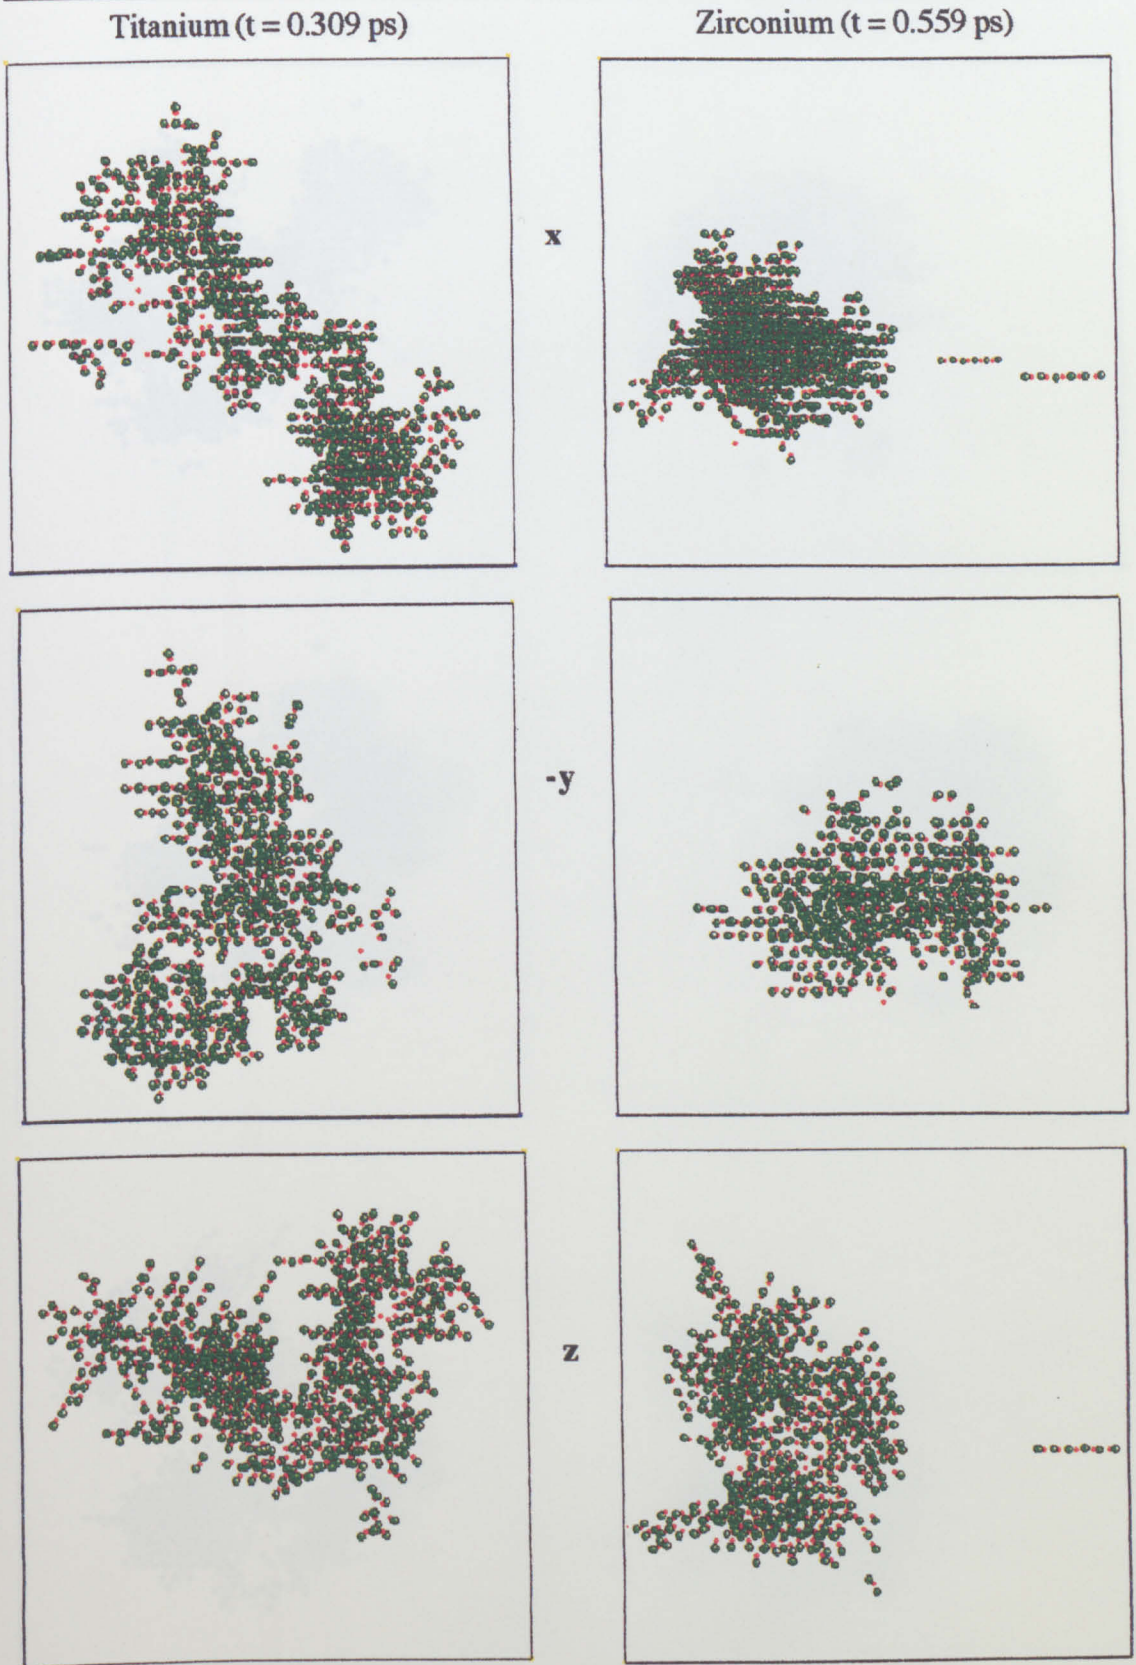 Titanium (t = 0.309 ps)
Zirconium (t = 0.559 ps)
x
-y
z